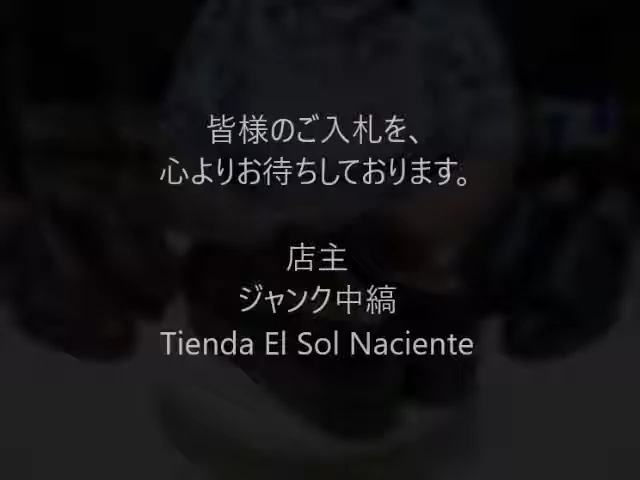 皆様のご入札を、
心よりお待ちしております。
店主
ジャンク中縞
Tienda El Sol Naciente